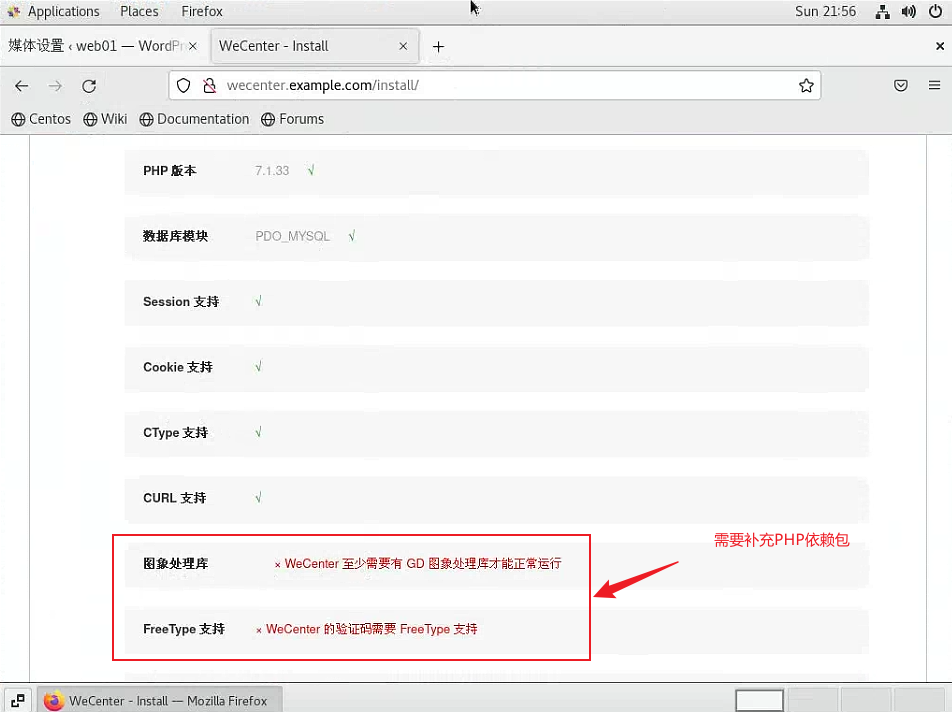 Applications Places Firefox Sun 21:56
媒体设置 ‹ web01 — WordPr × WeCenter - Install × + ×
wecenter.example.com/install/
Centos Wiki Documentation Forums
PHP 版本 7.1.33 √
数据库模块 PDO_MYSQL √
Session 支持 √
Cookie 支持 √
CType 支持 √
CURL 支持 √
需要补充PHP依赖包
图象处理库 × WeCenter 至少需要有 GD 图象处理库才能正常运行
FreeType 支持 × WeCenter 的验证码需要 FreeType 支持
WeCenter - Install — Mozilla Firefox